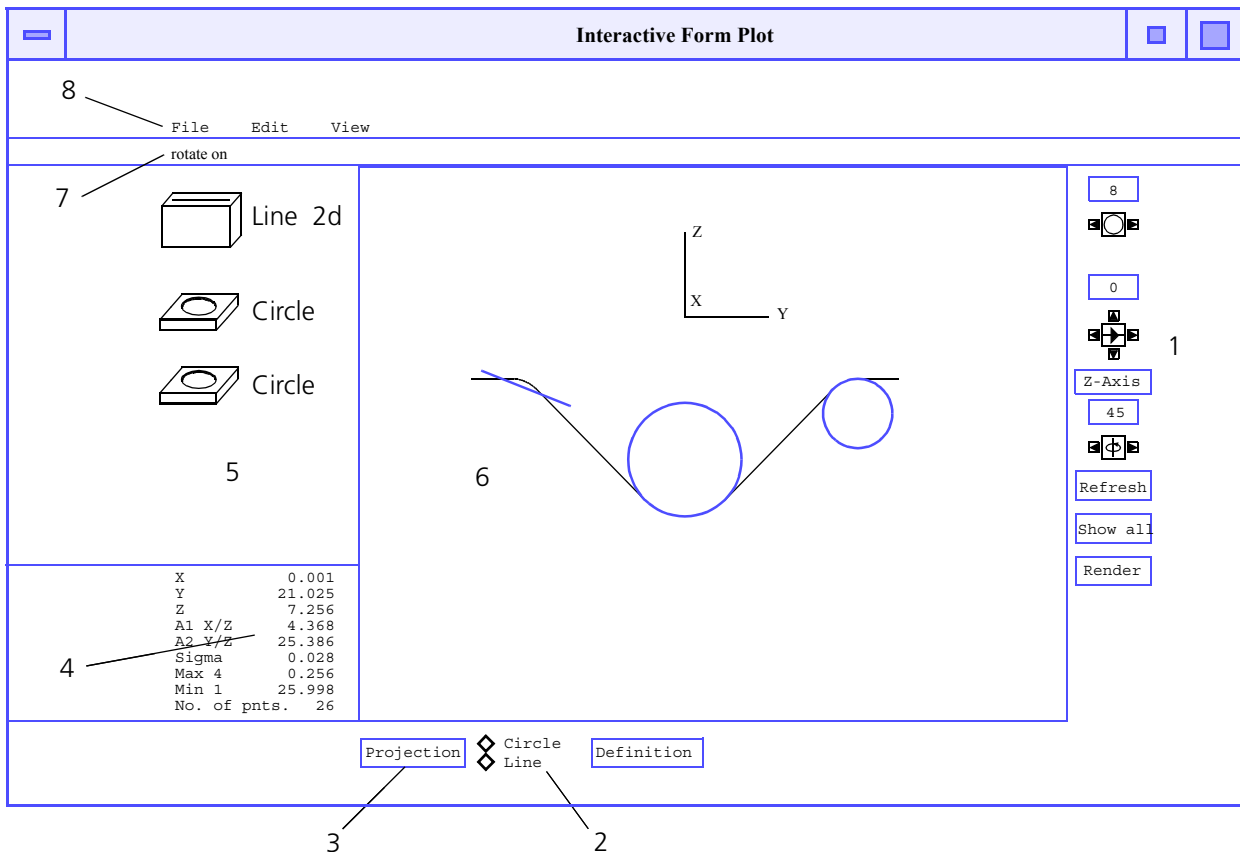 Interactive Form Plot
8
File Edit View
rotate on
7
Line 2d
Circle
Circle
5
Z
X
Y
6
8
0
1
Z-Axis
45
Refresh
Show all
Render
X 0.001
Y 21.025
Z 7.256
A1 X/Z 4.368
A2 Y/Z 25.386
Sigma 0.028
Max 4 0.256
Min 1 25.998
No. of pnts. 26
4
Projection
Circle
Line
Definition
3
2